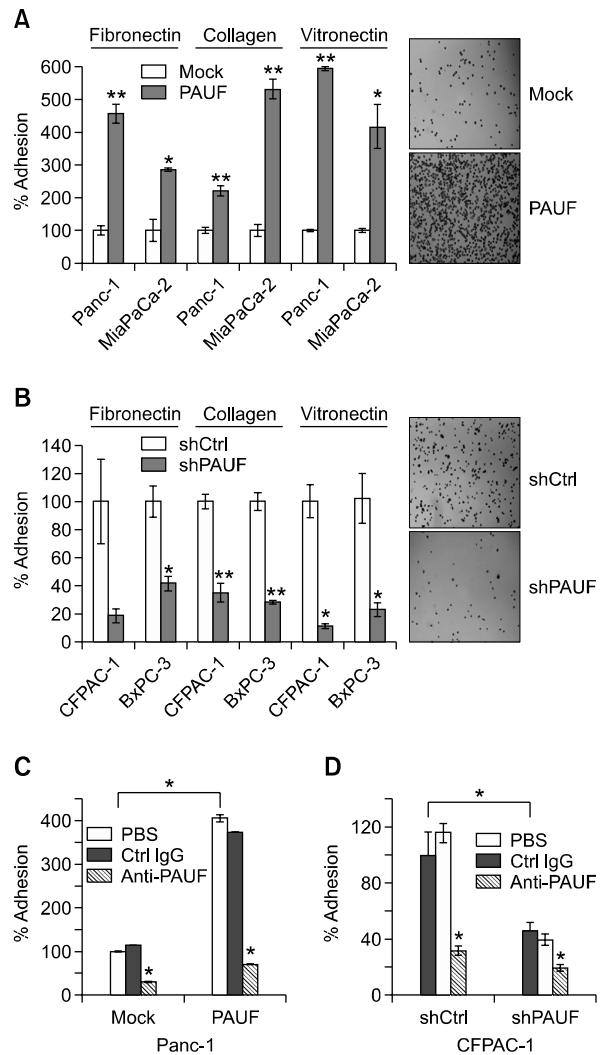 A
Fibronectin Collagen Vitronectin
Mock
PAUF
% Adhesion
600
500
400
300
200
100
0
** * ** ** ** *
Panc-1 MiaPaCa-2 Panc-1 MiaPaCa-2 Panc-1 MiaPaCa-2
Mock
PAUF
B
Fibronectin Collagen Vitronectin
shCtrl
shPAUF
% Adhesion
140
120
100
80
60
40
20
0
* ** ** * *
CFPAC-1 BxPC-3 CFPAC-1 BxPC-3 CFPAC-1 BxPC-3
shCtrl
shPAUF
C
*
PBS
Ctrl IgG
Anti-PAUF
% Adhesion
400
300
200
100
0
* *
Mock PAUF
Panc-1
D
*
PBS
Ctrl IgG
Anti-PAUF
% Adhesion
120
80
40
0
* *
shCtrl shPAUF
CFPAC-1